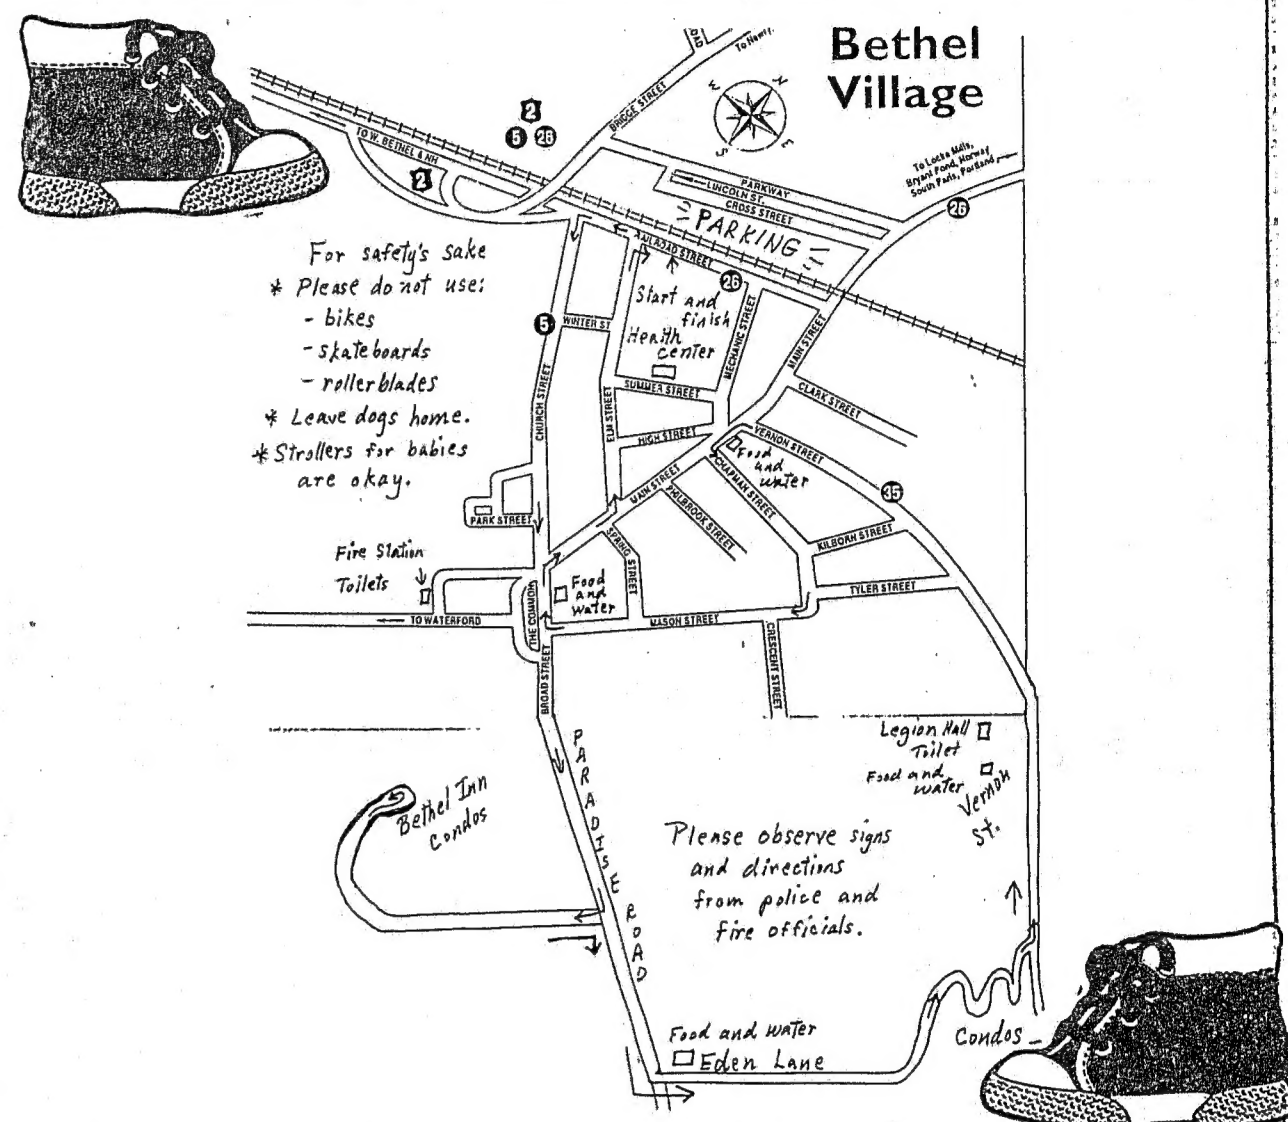 Bethel
Village
To Newry
BRIDGE STREET
N
W
E
S
2
5 26
TO W. BETHEL & NH
2
To Locke Mills,
Bryant Pond, Norway
South Paris, Portland
26
PARKWAY
LINCOLN ST.
CROSS STREET
PARKING
RAILROAD STREET
26
For safety's sake
* Please do not use:
- bikes
- skateboards
- rollerblades
* Leave dogs home.
* Strollers for babies
are okay.
Start and
finish
Health
center
5
WINTER ST
MECHANIC STREET
MAIN STREET
SUMMER STREET
CLARK STREET
CHURCH STREET
ELM STREET
HIGH STREET
VERNON STREET
Food
and
water
35
MAIN STREET
CHAPMAN STREET
PHILBROOK STREET
PARK STREET
SPRING STREET
KILBORN STREET
Fire Station
Toilets
Food
and
water
TYLER STREET
THE COMMON
TO WATERFORD
MASON STREET
CRESCENT STREET
BROAD STREET
PARADISE ROAD
Legion Hall
Toilet
Food and
water
Vernon
St.
Bethel Inn
Condos
Please observe signs
and directions
from police and
fire officials.
Food and water
Eden Lane
Condos